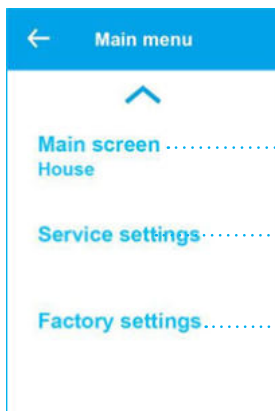 Main menu
Main screen
House
Service settings
Factory settings